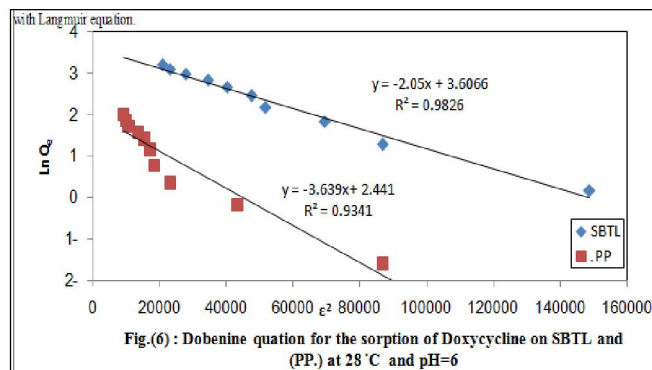 with Langmuir equation.
4
3
2
1
0
1-
2-
Ln Qe
y = -2.05x + 3.6066
R² = 0.9826
y = -3.639x+ 2.441
R² = 0.9341
SBTL
.PP
0 20000 40000 60000 80000 100000 120000 140000 160000
ε²
Fig.(6) : Dobenine quation for the sorption of Doxycycline on SBTL and
(PP.) at 28˚C and pH=6